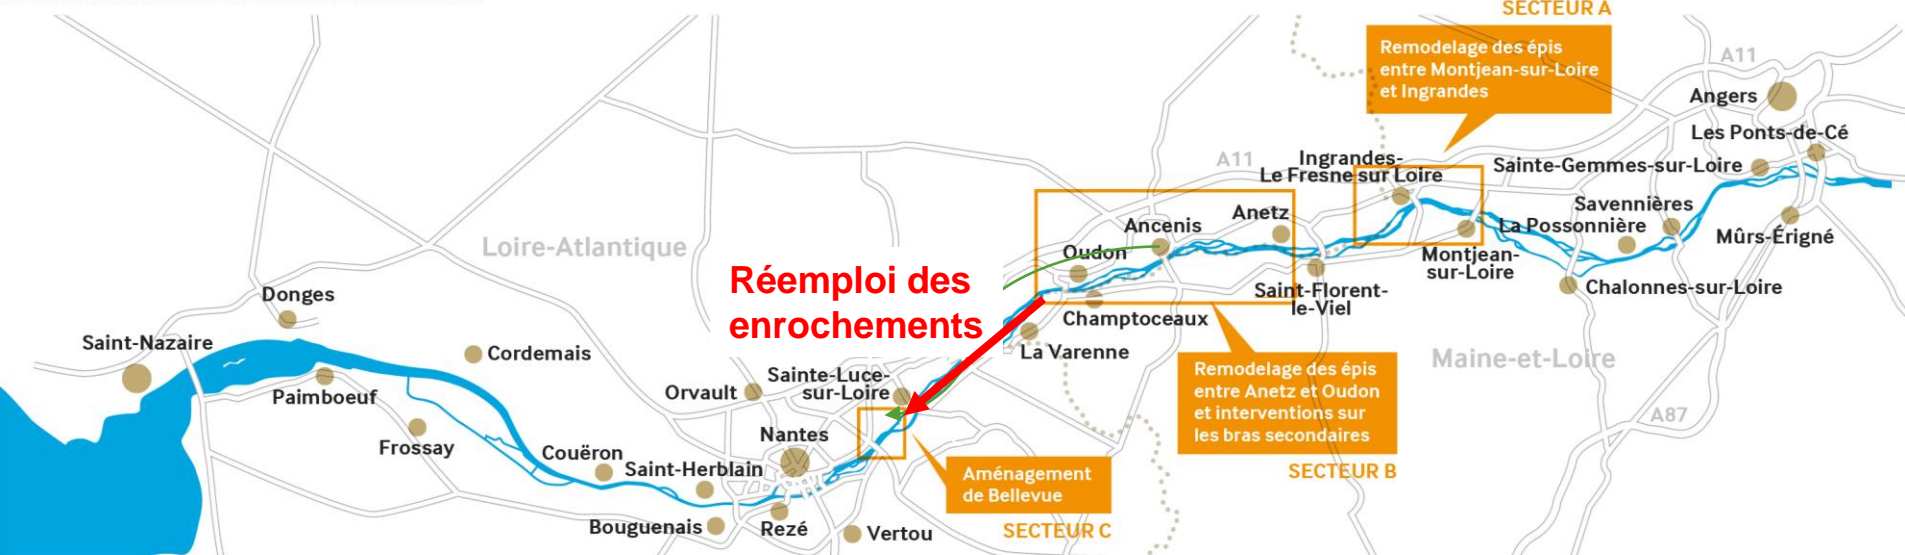 SECTEUR A
Remodelage des épis
entre Montjean-sur-Loire
et Ingrandes
A11
Angers
Les Ponts-de-Cé
A11
Ingrandes-
Le Fresne sur Loire
Sainte-Gemmes-sur-Loire
Savennières
La Possonnière
Mûrs-Érigné
Anetz
Ancenis
Oudon
Montjean-
sur-Loire
Loire-Atlantique
Réemploi des
enrochements
Saint-Florent-
le-Viel
Chalonnes-sur-Loire
Donges
Champtoceaux
Saint-Nazaire
Cordemais
La Varenne
Maine-et-Loire
Sainte-Luce-
sur-Loire
Orvault
Paimboeuf
Remodelage des épis
entre Anetz et Oudon
et interventions sur
les bras secondaires
A87
Nantes
Frossay
Couëron
Saint-Herblain
SECTEUR B
Aménagement
de Bellevue
Bouguenais
Rezé
Vertou
SECTEUR C